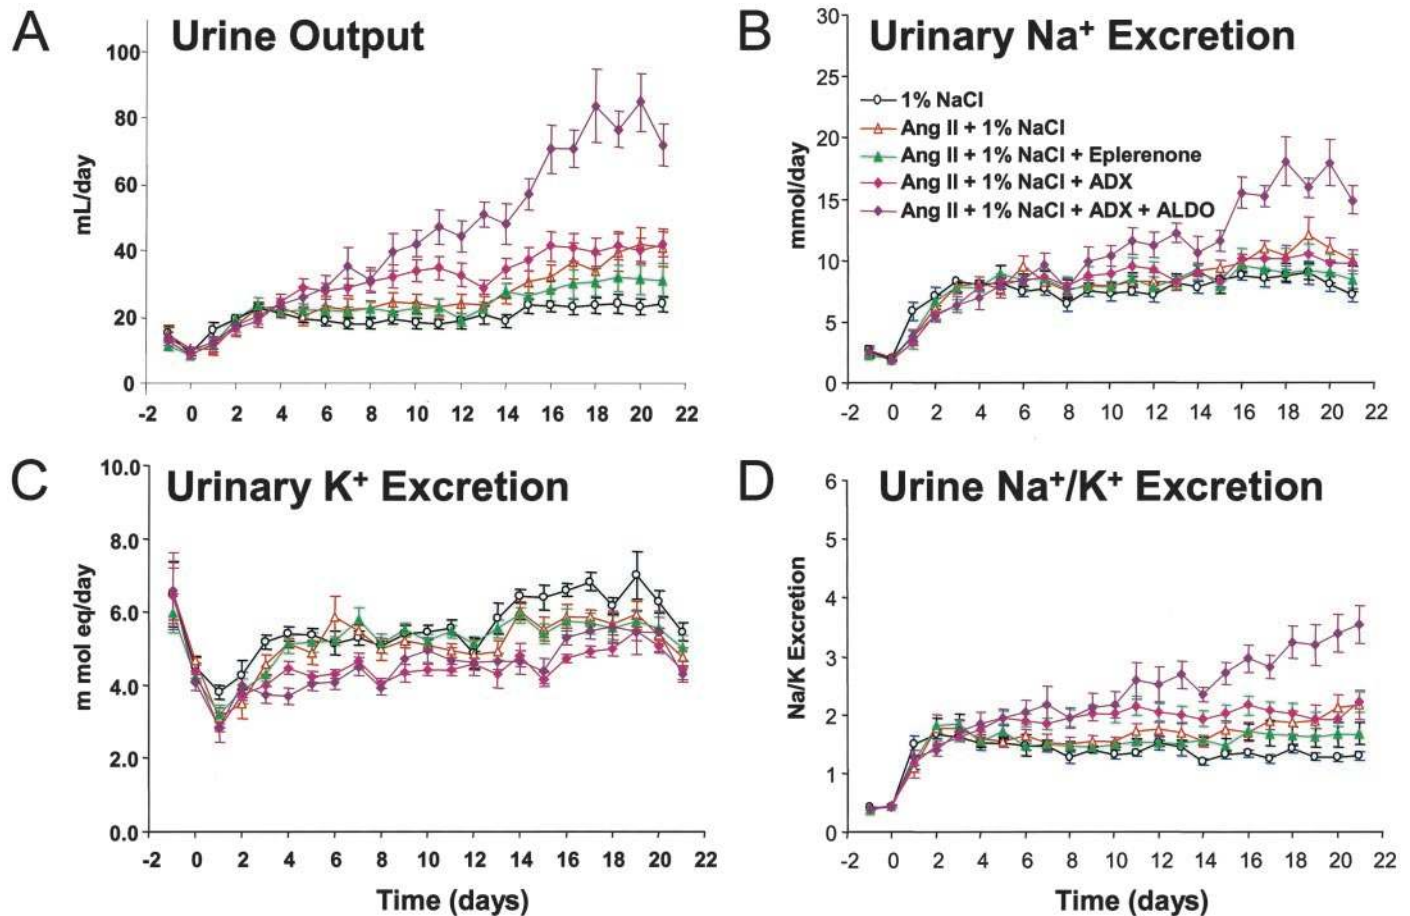 A
Urine Output
mL/day
100
80
60
40
20
0
-2 0 2 4 6 8 10 12 14 16 18 20 22
B
Urinary Na⁺ Excretion
mmol/day
30
25
20
15
10
5
0
1% NaCl
Ang II + 1% NaCl
Ang II + 1% NaCl + Eplerenone
Ang II + 1% NaCl + ADX
Ang II + 1% NaCl + ADX + ALDO
-2 0 2 4 6 8 10 12 14 16 18 20 22
C
Urinary K⁺ Excretion
m mol eq/day
10.0
8.0
6.0
4.0
2.0
0.0
-2 0 2 4 6 8 10 12 14 16 18 20 22
Time (days)
D
Urine Na⁺/K⁺ Excretion
Na/K Excretion
6
5
4
3
2
1
0
-2 0 2 4 6 8 10 12 14 16 18 20 22
Time (days)